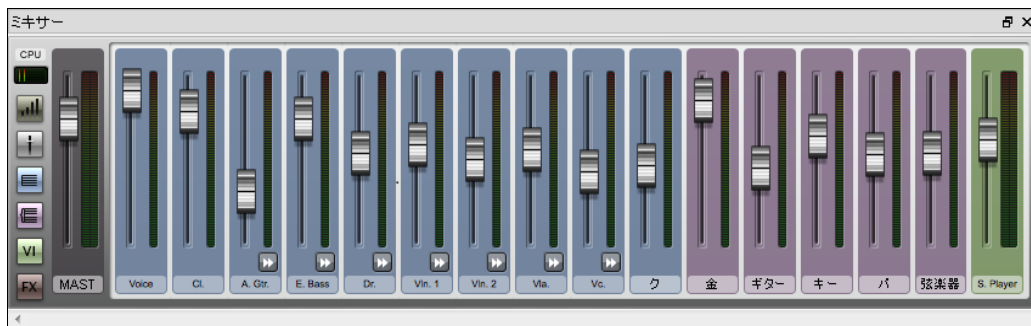 ミキサー
CPU
VI
FX
MAST
Voice
Cl.
A. Gtr.
E. Bass
Dr.
Vln. 1
Vln. 2
Vla.
Vc.
ク
金
ギター
キー
パ
弦楽器
S. Player